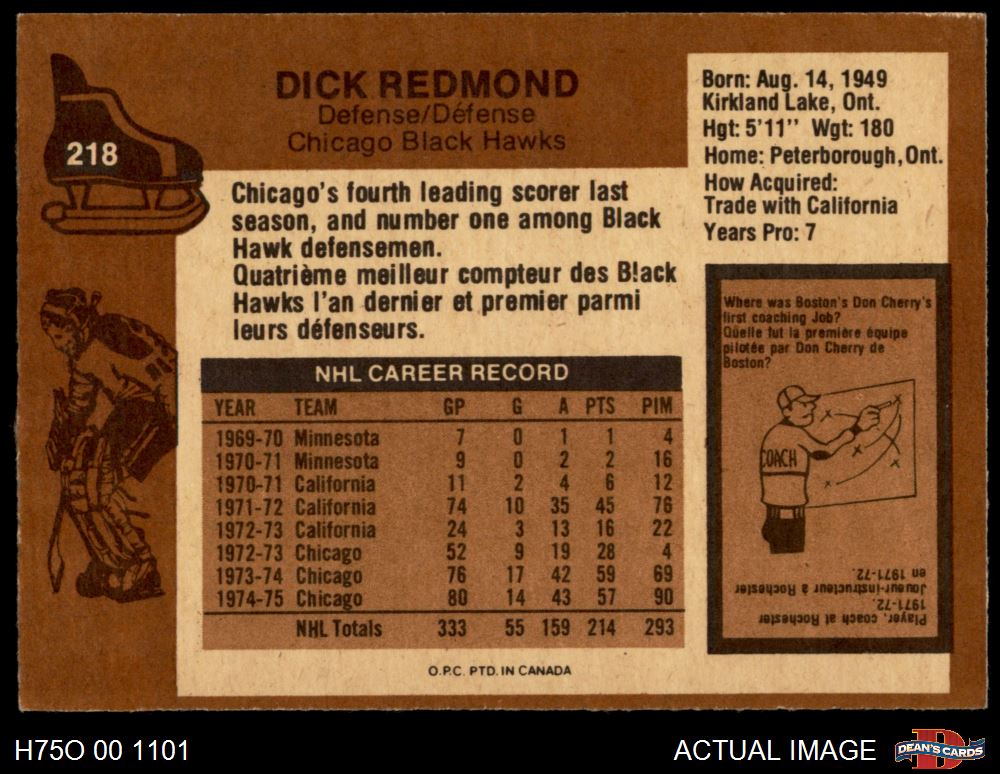 218
DICK REDMOND
Defense/Défense
Chicago Black Hawks
Born: Aug. 14, 1949
Kirkland Lake, Ont.
Hgt: 5'11'' Wgt: 180
Home: Peterborough, Ont.
How Acquired:
Trade with California
Years Pro: 7
Chicago's fourth leading scorer last
season, and number one among Black
Hawk defensemen.
Quatrième meilleur compteur des Black
Hawks l'an dernier et premier parmi
leurs défenseurs.
NHL CAREER RECORD
YEAR TEAM GP G A PTS PIM
1969-70 Minnesota 7 0 1 1 4
1970-71 Minnesota 9 0 2 2 16
1970-71 California 11 2 4 6 12
1971-72 California 74 10 35 45 76
1972-73 California 24 3 13 16 22
1972-73 Chicago 52 9 19 28 4
1973-74 Chicago 76 17 42 59 69
1974-75 Chicago 80 14 43 57 90
NHL Totals 333 55 159 214 293
O.P.C. PTD. IN CANADA
Where was Boston's Don Cherry's
first coaching Job?
Quelle fut la première équipe
pilotée par Don Cherry de
Boston?
COACH
Player, coach at Rochester
1971-72.
Joueur-instructeur à Rochester
en 1971-72.
H75O 00 1101
ACTUAL IMAGE
D
DEAN'S CARDS